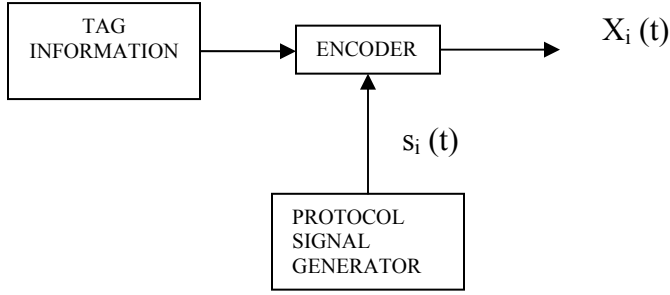 TAG
INFORMATION
ENCODER
Xi (t)
si (t)
PROTOCOL
SIGNAL
GENERATOR